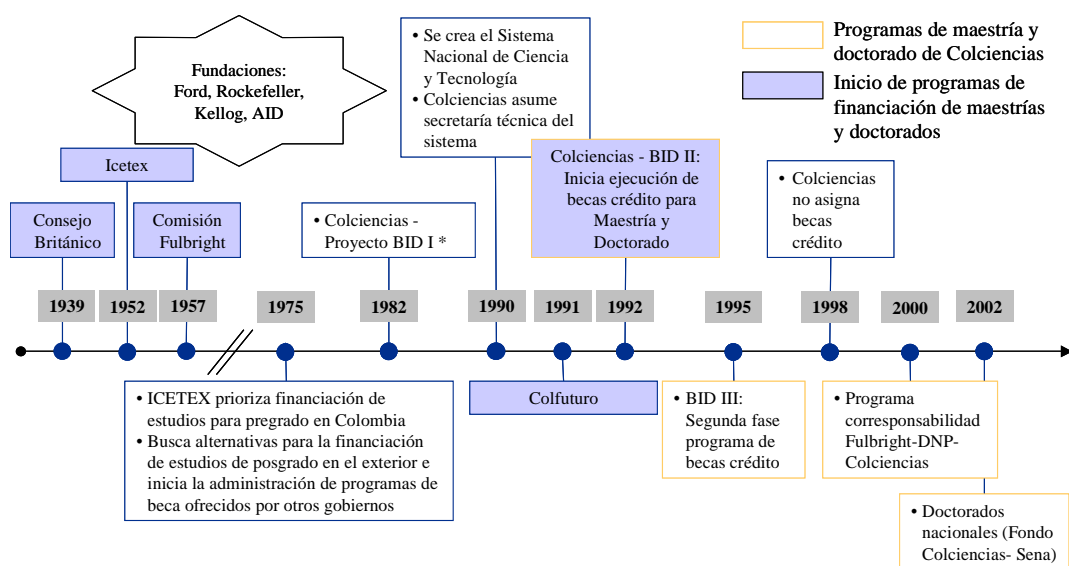 Fundaciones:
Ford, Rockefeller,
Kellog, AID
• Se crea el Sistema
Nacional de Ciencia
y Tecnología
• Colciencias asume
secretaría técnica del
sistema
Programas de maestría y
doctorado de Colciencias
Inicio de programas de
financiación de maestrías
y doctorados
Icetex
Consejo
Británico
Comisión
Fulbright
• Colciencias -
Proyecto BID I *
Colciencias - BID II:
Inicia ejecución de
becas crédito para
Maestría y
Doctorado
• Colciencias
no asigna
becas
crédito
1939
1952
1957
1975
1982
1990
1991
1992
1995
1998
2000
2002
• ICETEX prioriza financiación de
estudios para pregrado en Colombia
• Busca alternativas para la financiación
de estudios de posgrado en el exterior e
inicia la administración de programas de
beca ofrecidos por otros gobiernos
Colfuturo
• BID III:
Segunda fase
programa de
becas crédito
• Programa
corresponsabilidad
Fulbright-DNP-
Colciencias
• Doctorados
nacionales (Fondo
Colciencias- Sena)